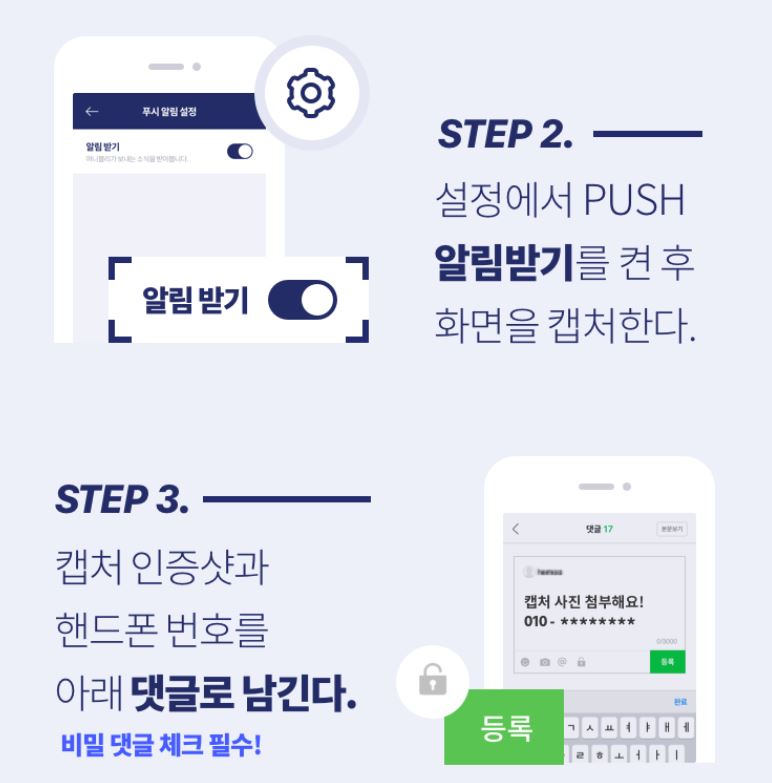 푸시 알림 설정
알림 받기
머니플리가 보내는 소식을 받아봅니다.
알림 받기
STEP 2.
설정에서 PUSH
알림받기를 켠 후
화면을 캡처한다.
STEP 3.
캡처 인증샷과
핸드폰 번호를
아래 댓글로 남긴다.
비밀 댓글 체크 필수!
댓글 17
본문보기
캡처 사진 첨부해요!
010- ********
0/3000
등록
완료
등록
ㄱ ㅅ ㅛ ㅕ ㅑ ㅐ ㅔ
ㄹ ㅎ ㅗ ㅓ ㅏ ㅣ